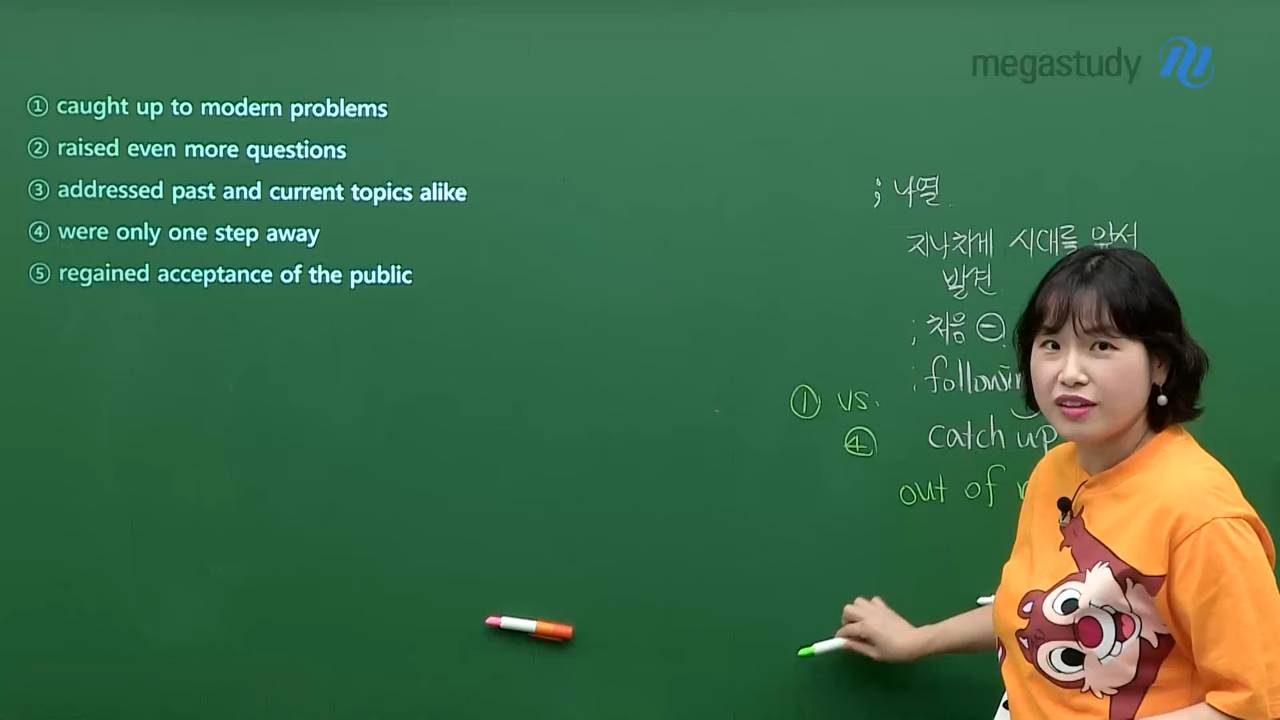 megastudy
① caught up to modern problems
② raised even more questions
③ addressed past and current topics alike
④ were only one step away
⑤ regained acceptance of the public
; 나열
지나차게 시대를 앞서
발견
; 처음 ⊖
; followin
① vs.
④ catch up
out of